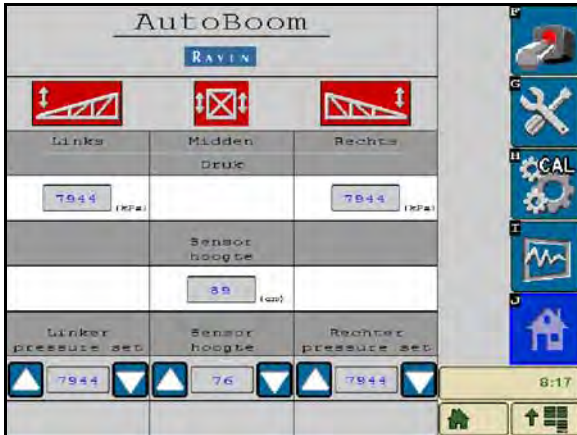 AutoBoom
RAVEN
Links Midden Rechts
Druk
7944 (kPa) 7944 (kPa)
Sensor hoogte
89 (cm)
Linker pressure set Sensor hoogte Rechter pressure set
7944 76 7944
F
G
H CAL
I
J
8:17